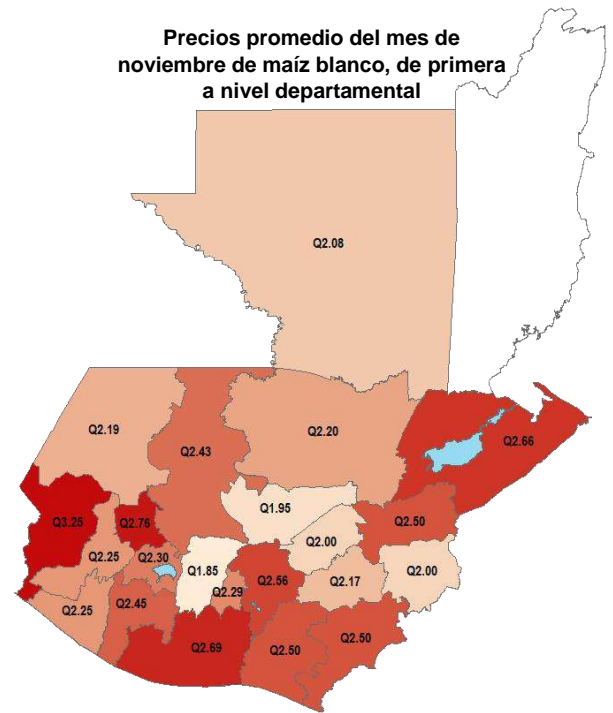 Precios promedio del mes de
noviembre de maíz blanco, de primera
a nivel departamental
Q2.08
Q2.19
Q2.43
Q2.20
Q2.66
Q1.95
Q3.25
Q2.76
Q2.50
Q2.00
Q2.25
Q2.30
Q1.85
Q2.56
Q2.17
Q2.00
Q2.29
Q2.25
Q2.45
Q2.69
Q2.50
Q2.50